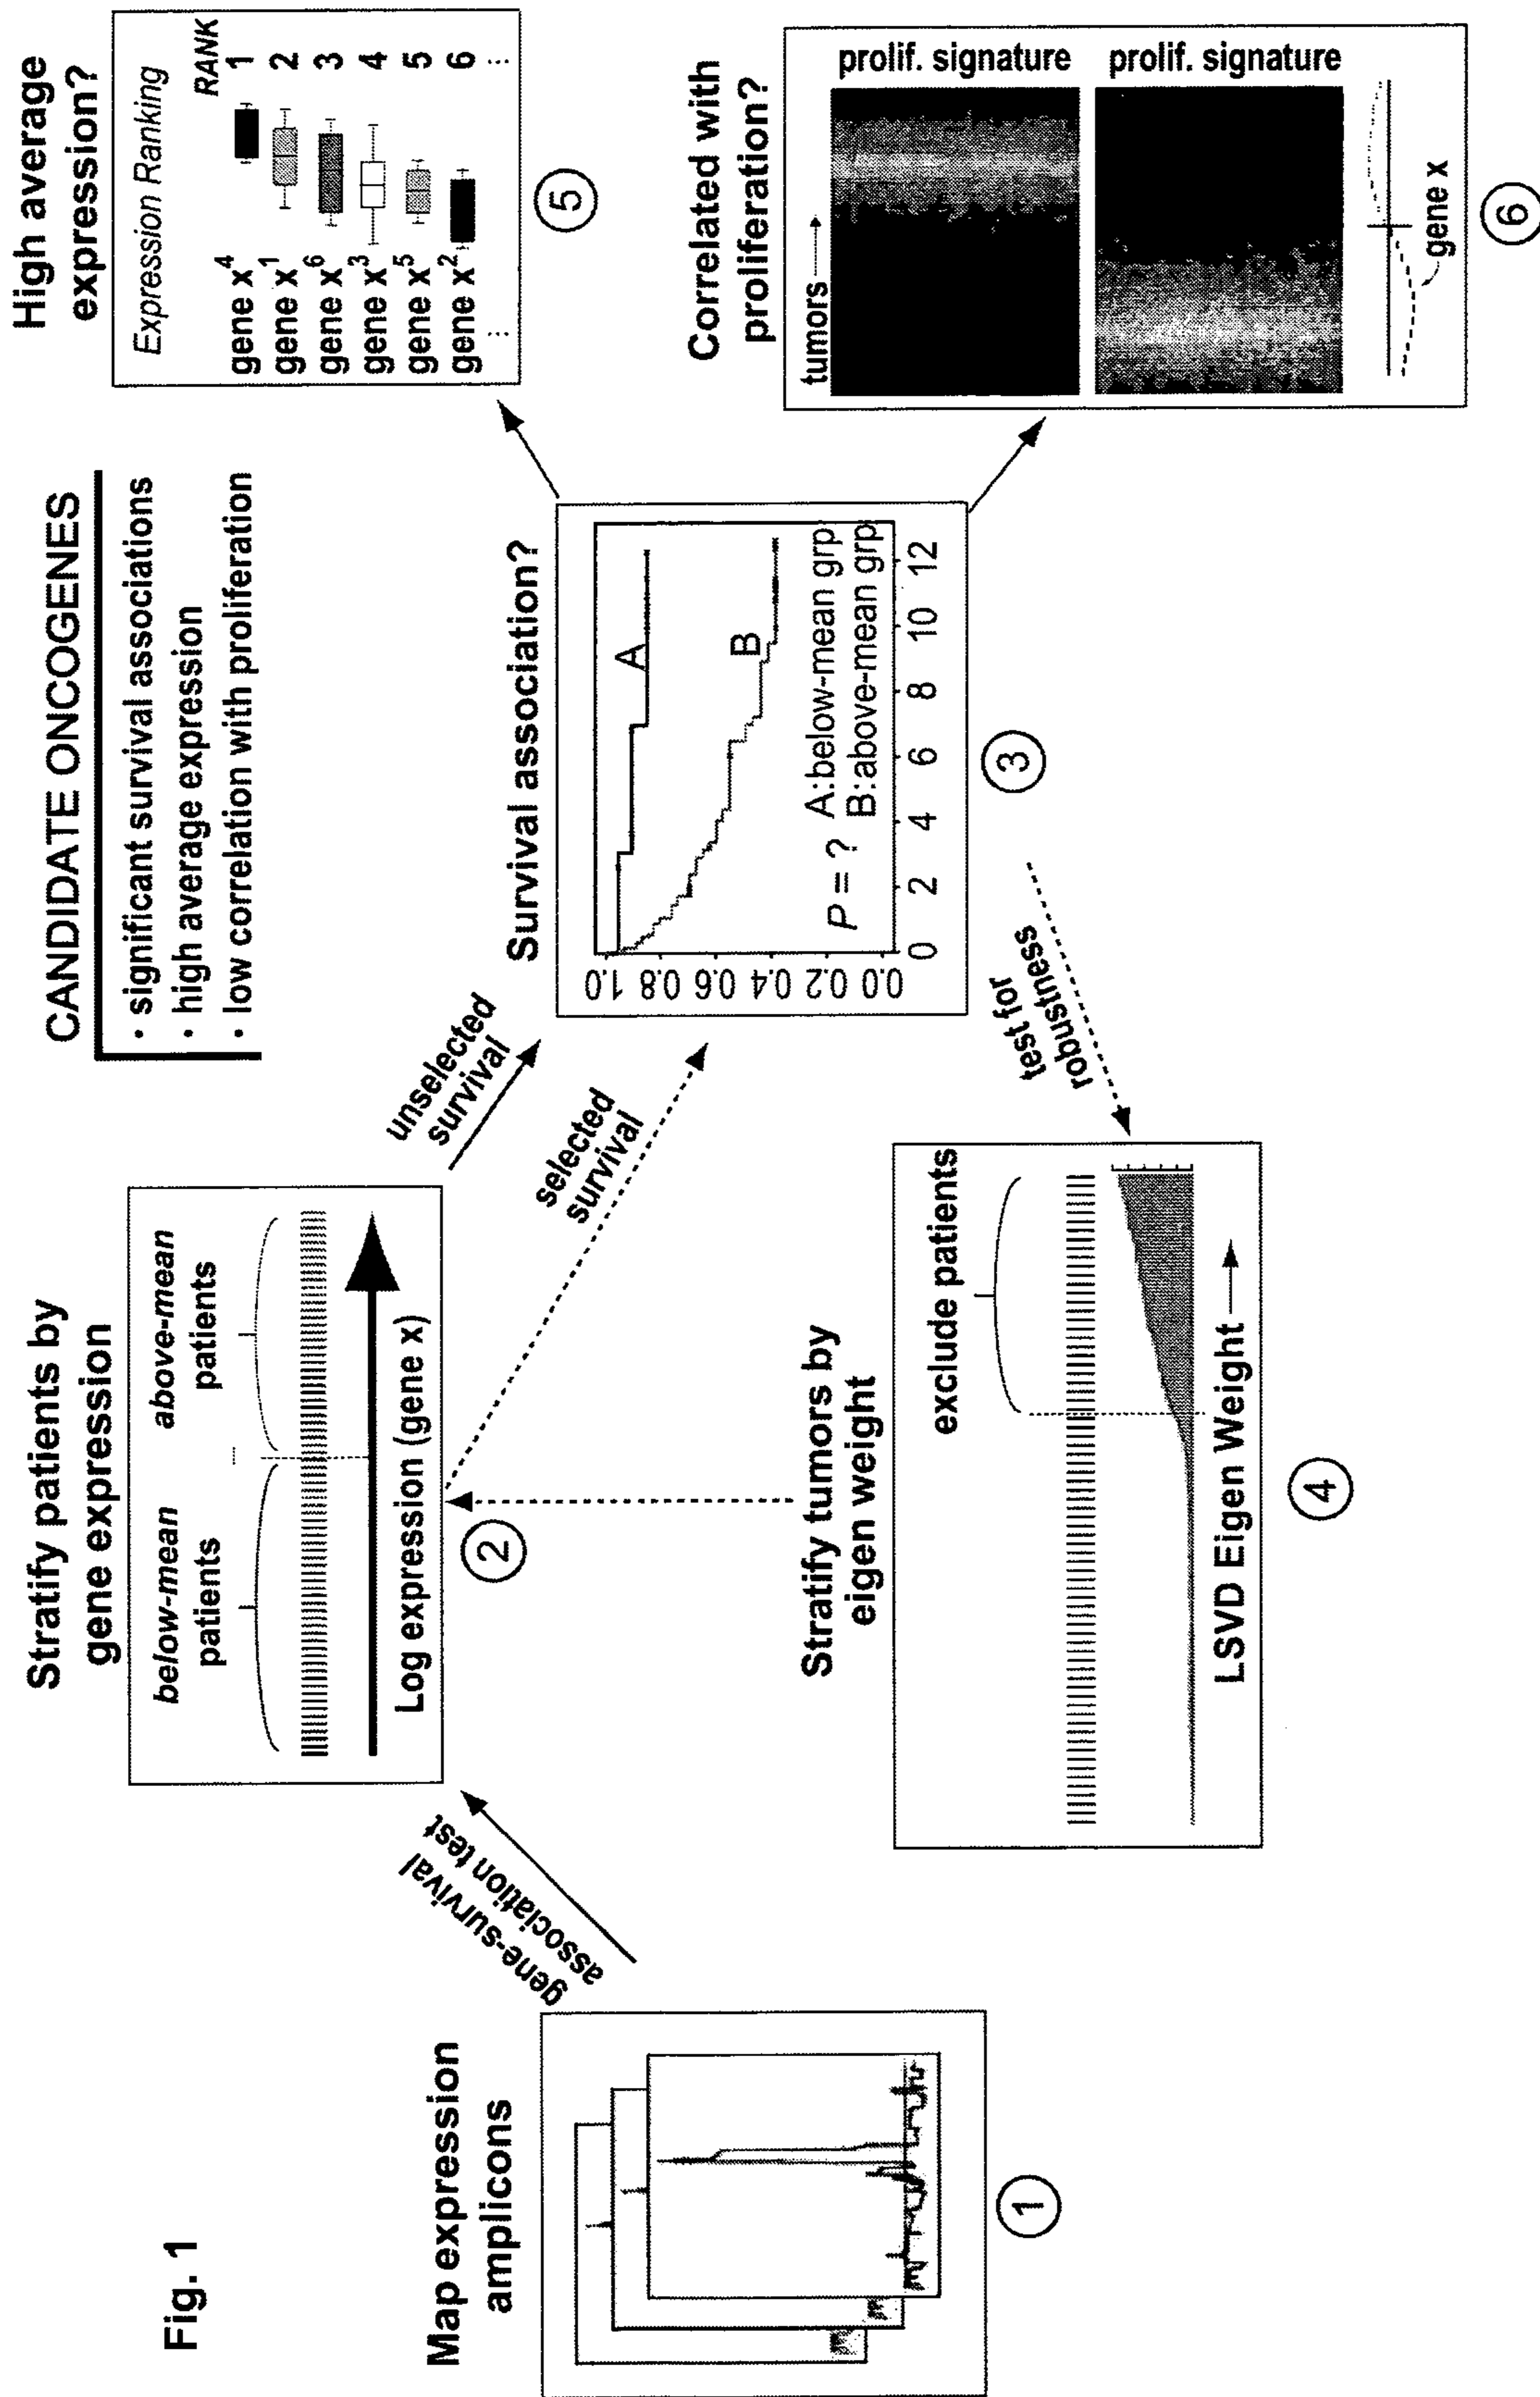 Fig. 1
Map expression
amplicons
1
gene-survival
association test
Stratify patients by
gene expression
below-mean
patients
above-mean
patients
Log expression (gene x)
2
unselected
survival
selected
survival
Stratify tumors by
eigen weight
exclude patients
LSVD Eigen Weight
4
CANDIDATE ONCOGENES
· significant survival associations
· high average expression
· low correlation with proliferation
Survival association?
1.0
0.8
0.6
0.4
0.2
0.0
A
B
P = ?
A:below-mean grp
B:above-mean grp
0 2 4 6 8 10 12
3
test for
robustness
High average
expression?
Expression Ranking
RANK
gene x4 1
gene x1 2
gene x6 3
gene x3 4
gene x5 5
gene x2 6
⋮ ⋮
5
Correlated with
proliferation?
tumors
prolif. signature
prolif. signature
gene x
6